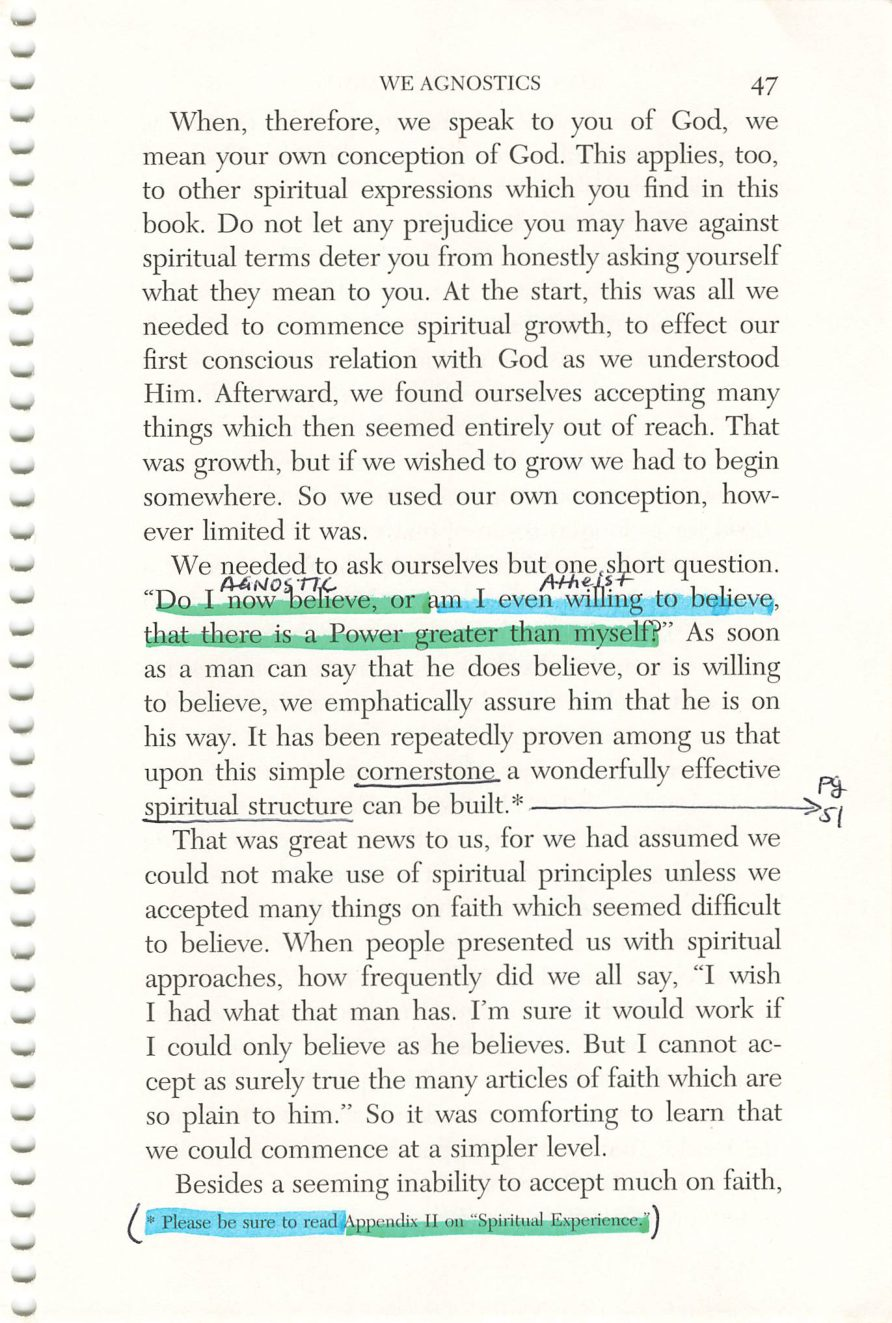 WE AGNOSTICS 47
When, therefore, we speak to you of God, we
mean your own conception of God. This applies, too,
to other spiritual expressions which you find in this
book. Do not let any prejudice you may have against
spiritual terms deter you from honestly asking yourself
what they mean to you. At the start, this was all we
needed to commence spiritual growth, to effect our
first conscious relation with God as we understood
Him. Afterward, we found ourselves accepting many
things which then seemed entirely out of reach. That
was growth, but if we wished to grow we had to begin
somewhere. So we used our own conception, how-
ever limited it was.
We needed to ask ourselves but one short question.
AGNOSTIC Atheist
“Do I now believe, or am I even willing to believe,
that there is a Power greater than myself?” As soon
as a man can say that he does believe, or is willing
to believe, we emphatically assure him that he is on
his way. It has been repeatedly proven among us that
upon this simple cornerstone a wonderfully effective
spiritual structure can be built.*
Pg
51
That was great news to us, for we had assumed we
could not make use of spiritual principles unless we
accepted many things on faith which seemed difficult
to believe. When people presented us with spiritual
approaches, how frequently did we all say, “I wish
I had what that man has. I’m sure it would work if
I could only believe as he believes. But I cannot ac-
cept as surely true the many articles of faith which are
so plain to him.” So it was comforting to learn that
we could commence at a simpler level.
Besides a seeming inability to accept much on faith,
(* Please be sure to read Appendix II on “Spiritual Experience.”)